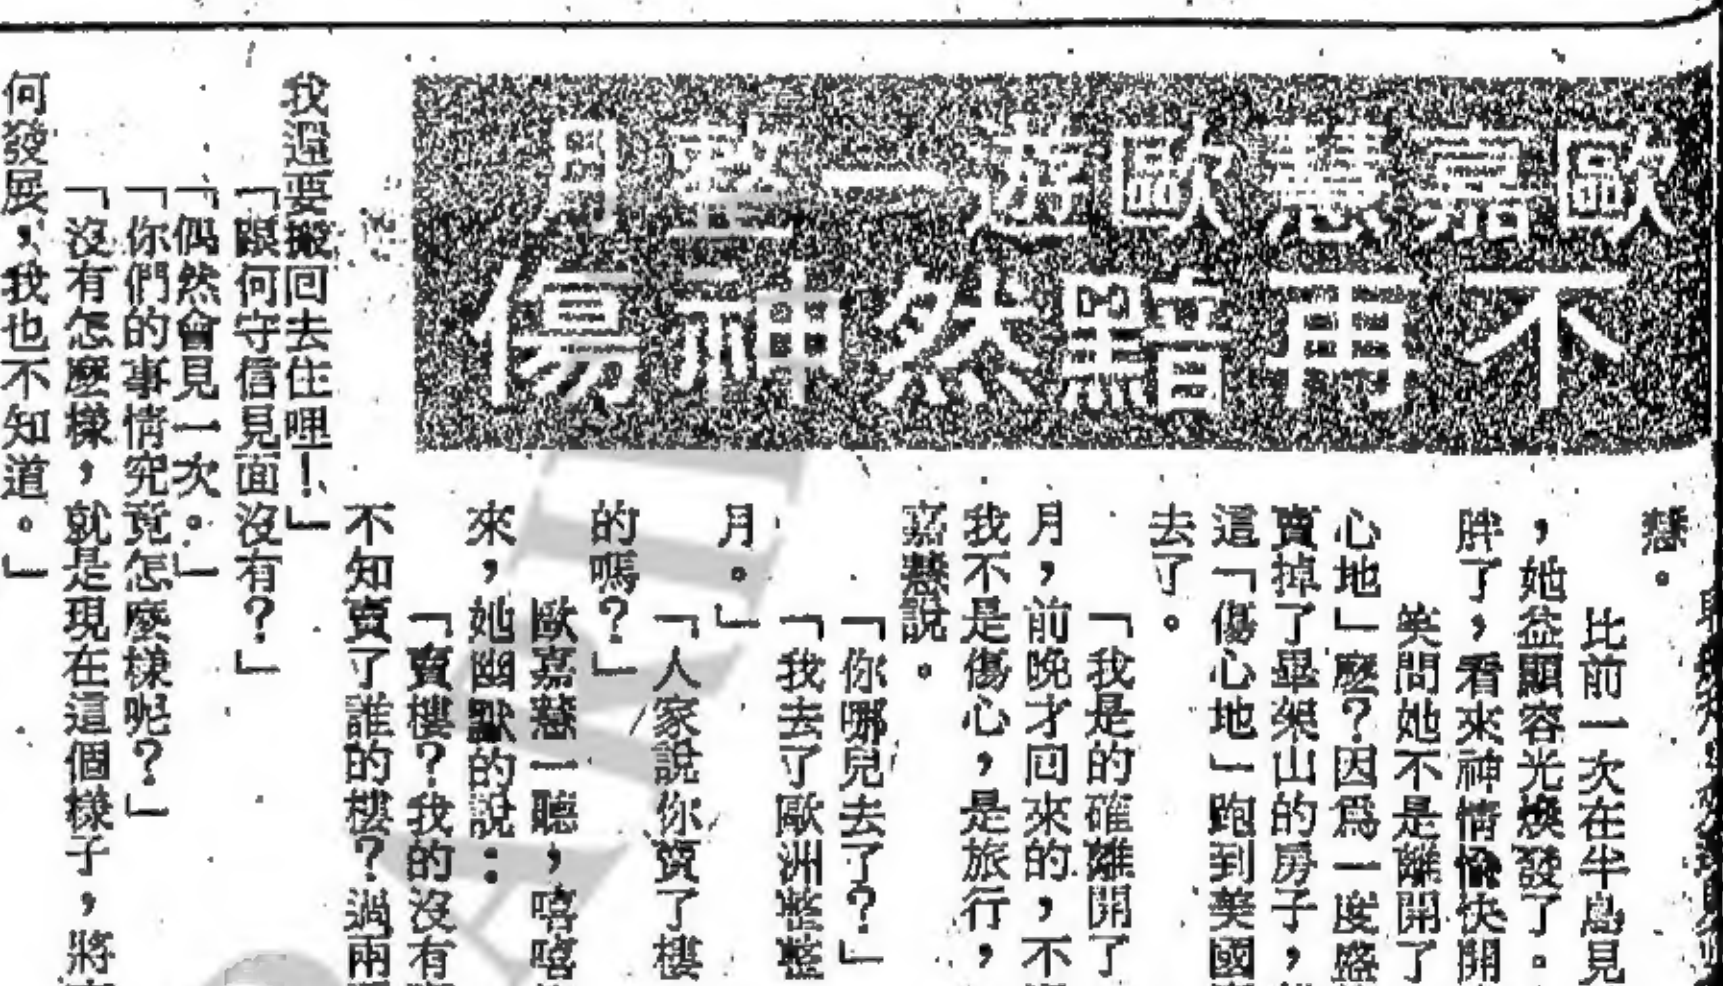 歐嘉慧歐遊一整月
不再黯然神傷
慧。
比前一次在半島見
，她益顯容光煥發了。
胖了，看來神情愉快開
笑問她不是離開了
心地」麼？因爲一度盛
賣掉了畢架山的房子，
這「傷心地」跑到美國
去了。
「我是的確離開了
月，前晚才回來的，不
我不是傷心，是旅行，
嘉慧說。
「你哪兒去了？」
「我去了歐洲整整
月。」
「人家說你賣了樓
的嗎？」
歐嘉慧一聽，嘻嘻
來，她幽默的說：
「賣樓？我的沒有
不知賣了誰的樓？過兩
我還要搬回去住哩！」
「跟何守信見面沒有？」
「偶然會見一次。」
「你們的事情究竟怎麼樣呢？」
「沒有怎麼樣，就是現在這個樣子，將
何發展，我也不知道。」